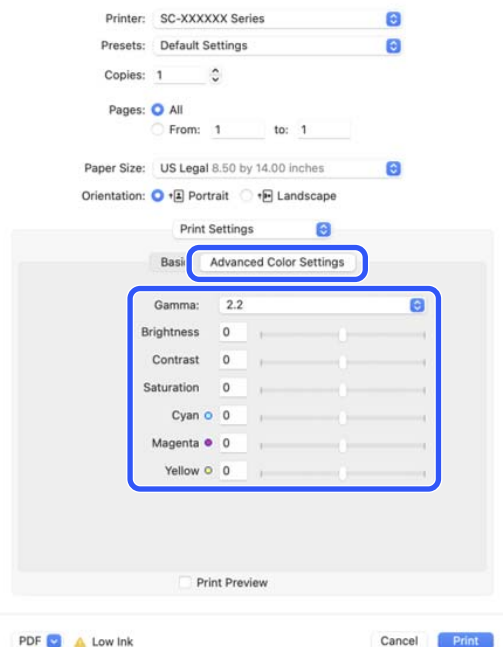 Printer: SC-XXXXXX Series
Presets: Default Settings
Copies: 1
Pages: All
From: 1 to: 1
Paper Size: US Legal 8.50 by 14.00 inches
Orientation: Portrait Landscape
Print Settings
Basi Advanced Color Settings
Gamma: 2.2
Brightness 0
Contrast 0
Saturation 0
Cyan 0
Magenta 0
Yellow 0
Print Preview
PDF Low Ink Cancel Print